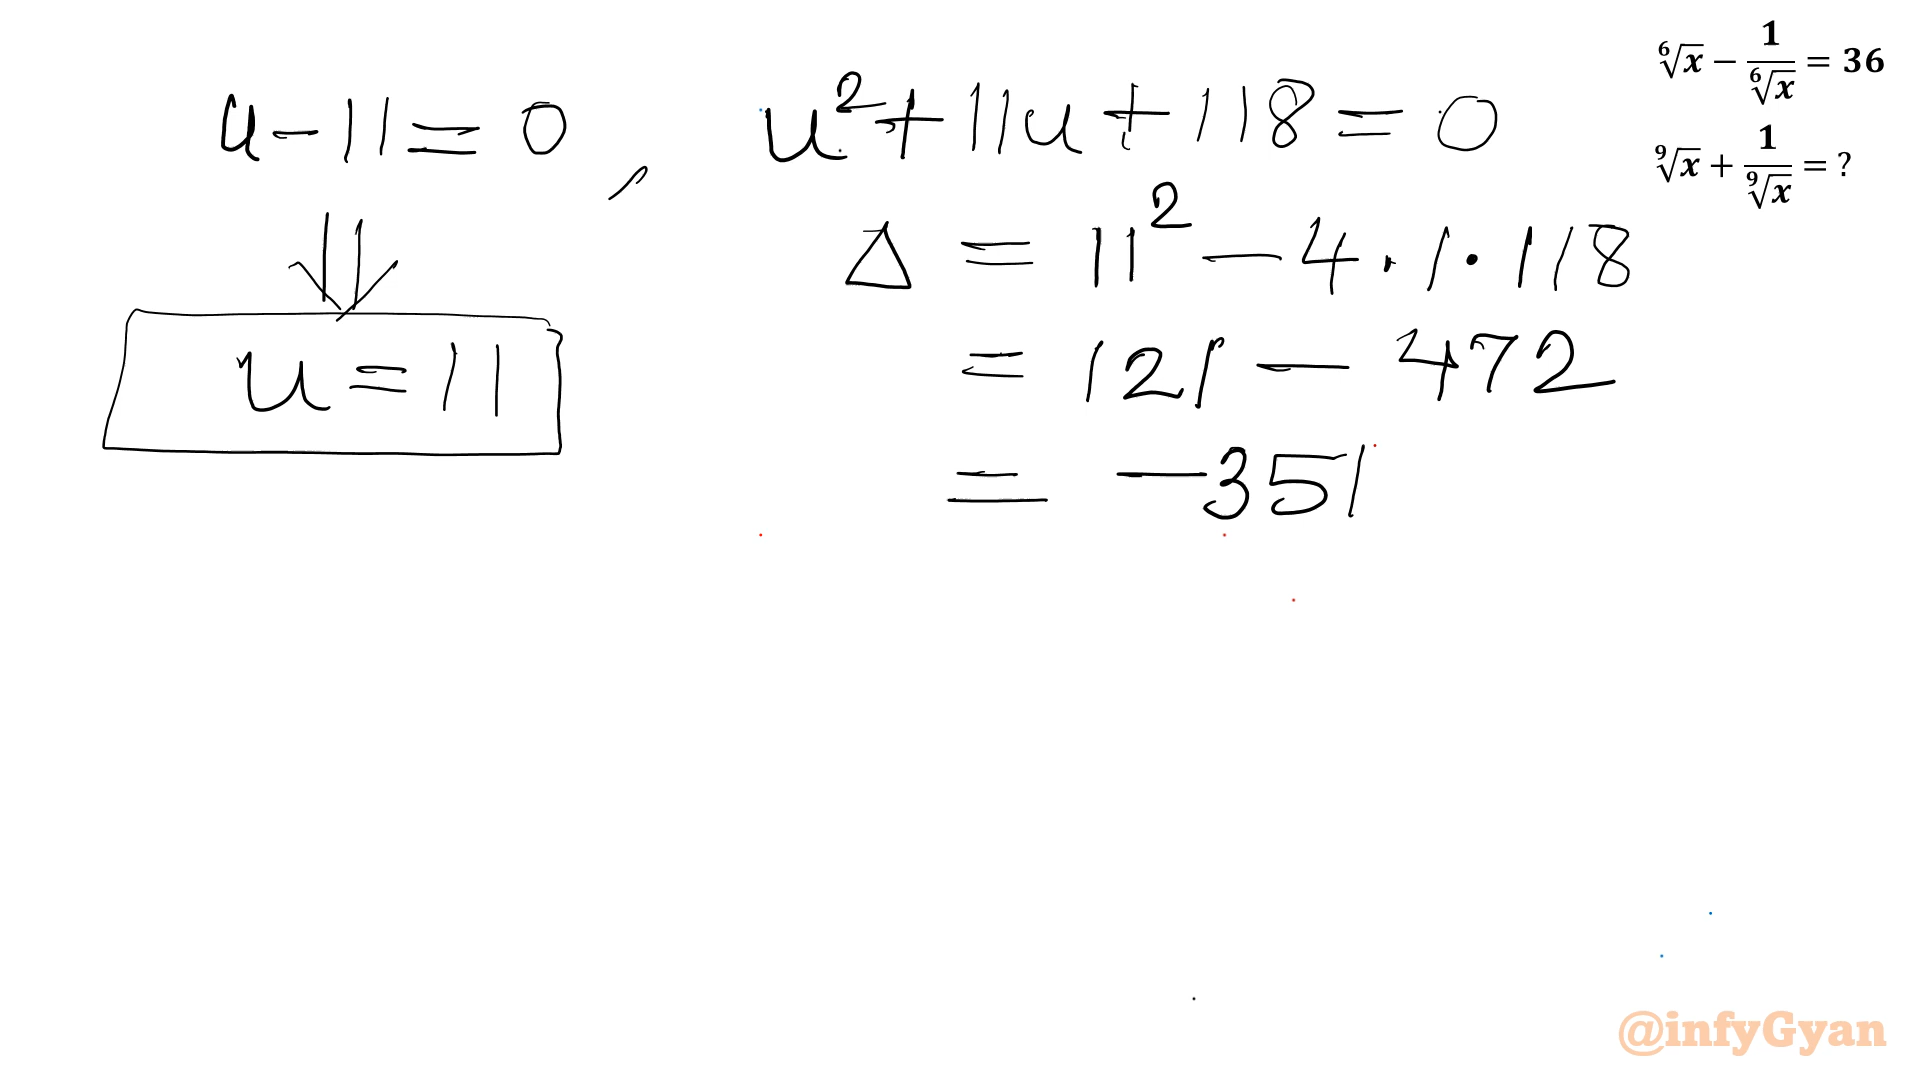 u - 11 = 0 , u² + 11u + 118 = 0
⇓
u = 11
Δ = 11² - 4 · 1 · 118
= 121 - 472
= -351
⁶√x − 1/⁶√x = 36
⁹√x + 1/⁹√x = ?
@infyGyan